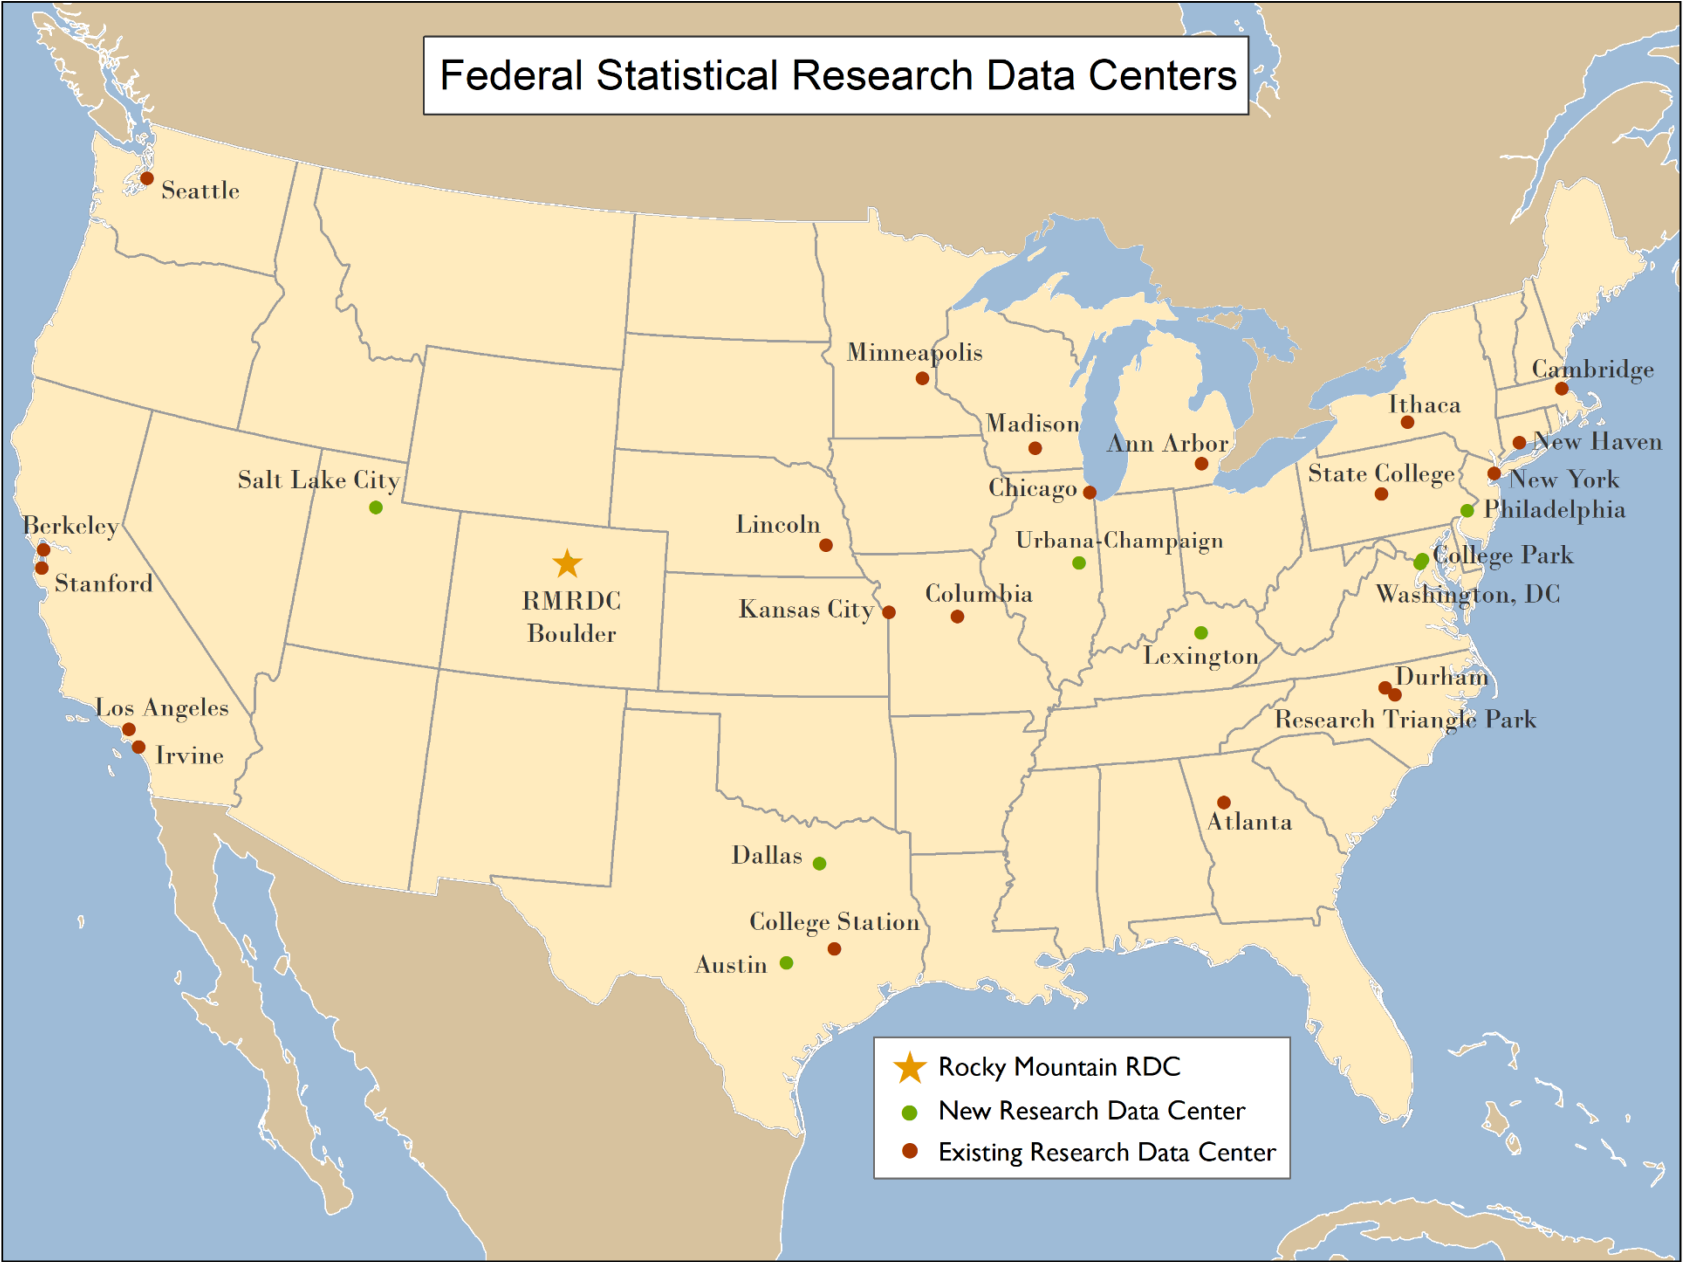 Federal Statistical Research Data Centers
Seattle
Minneapolis
Cambridge
Ithaca
Madison
Ann Arbor
New Haven
State College
Salt Lake City
New York
Chicago
Philadelphia
Berkeley
Lincoln
Urbana-Champaign
College Park
Stanford
Washington, DC
RMRDC
Boulder
Kansas City
Columbia
Lexington
Durham
Los Angeles
Research Triangle Park
Irvine
Atlanta
Dallas
College Station
Austin
Rocky Mountain RDC
New Research Data Center
Existing Research Data Center